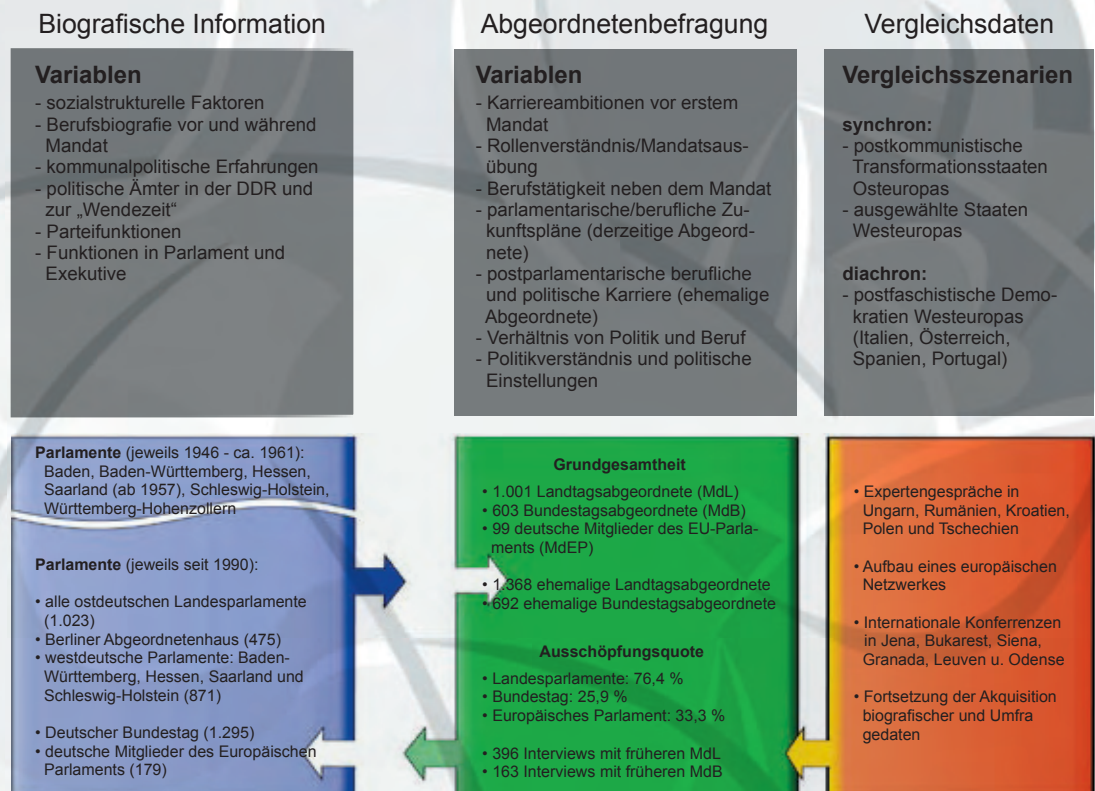 Biografische Information
Variablen
- sozialstrukturelle Faktoren
- Berufsbiografie vor und während
Mandat
- kommunalpolitische Erfahrungen
- politische Ämter in der DDR und
zur „Wendezeit“
- Parteifunktionen
- Funktionen in Parlament und
Exekutive
Parlamente (jeweils 1946 - ca. 1961):
Baden, Baden-Württemberg, Hessen,
Saarland (ab 1957), Schleswig-Holstein,
Württemberg-Hohenzollern
Parlamente (jeweils seit 1990):
• alle ostdeutschen Landesparlamente
(1.023)
• Berliner Abgeordnetenhaus (475)
• westdeutsche Parlamente: Baden-
Württemberg, Hessen, Saarland und
Schleswig-Holstein (871)
• Deutscher Bundestag (1.295)
• deutsche Mitglieder des Europäischen
Parlaments (179)
Abgeordnetenbefragung
Variablen
- Karriereambitionen vor erstem
Mandat
- Rollenverständnis/Mandatsaus-
übung
- Berufstätigkeit neben dem Mandat
- parlamentarische/berufliche Zu-
kunftspläne (derzeitige Abgeord-
nete)
- postparlamentarische berufliche
und politische Karriere (ehemalige
Abgeordnete)
- Verhältnis von Politik und Beruf
- Politikverständnis und politische
Einstellungen
Grundgesamtheit
• 1.001 Landtagsabgeordnete (MdL)
• 603 Bundestagsabgeordnete (MdB)
• 99 deutsche Mitglieder des EU-Parla-
ments (MdEP)
• 1.368 ehemalige Landtagsabgeordnete
• 692 ehemalige Bundestagsabgeordnete
Ausschöpfungsquote
• Landesparlamente: 76,4 %
• Bundestag: 25,9 %
• Europäisches Parlament: 33,3 %
• 396 Interviews mit früheren MdL
• 163 Interviews mit früheren MdB
Vergleichsdaten
Vergleichsszenarien
synchron:
- postkommunistische
Transformationsstaaten
Osteuropas
- ausgewählte Staaten
Westeuropas
diachron:
- postfaschistische Demo-
kratien Westeuropas
(Italien, Österreich,
Spanien, Portugal)
• Expertengespräche in
Ungarn, Rumänien, Kroatien,
Polen und Tschechien
• Aufbau eines europäischen
Netzwerkes
• Internationale Konferrenzen
in Jena, Bukarest, Siena,
Granada, Leuven u. Odense
• Fortsetzung der Akquisition
biografischer und Umfra
gedaten